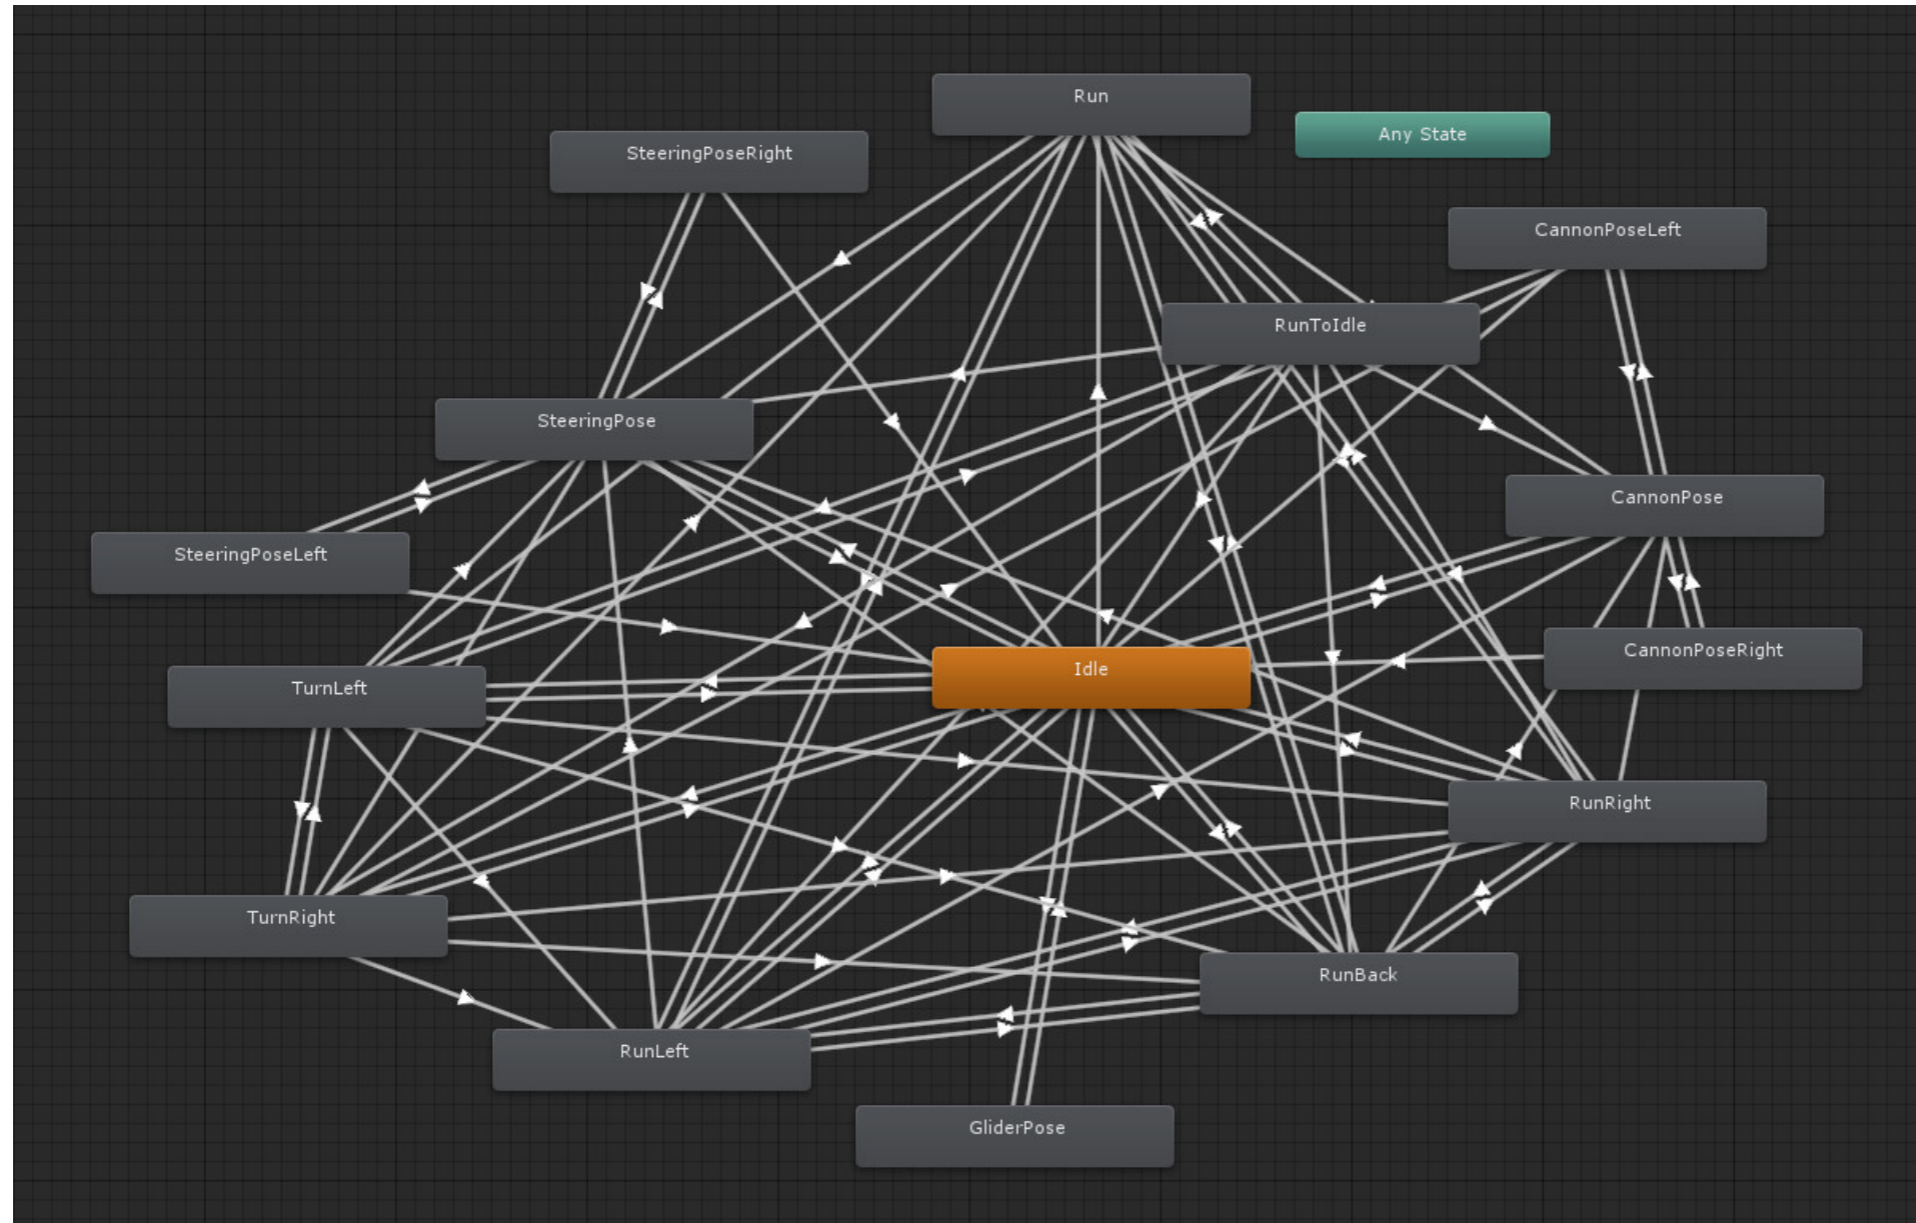 Run
Any State
SteeringPoseRight
CannonPoseLeft
RunToIdle
SteeringPose
CannonPose
SteeringPoseLeft
CannonPoseRight
Idle
TurnLeft
RunRight
TurnRight
RunBack
RunLeft
GliderPose